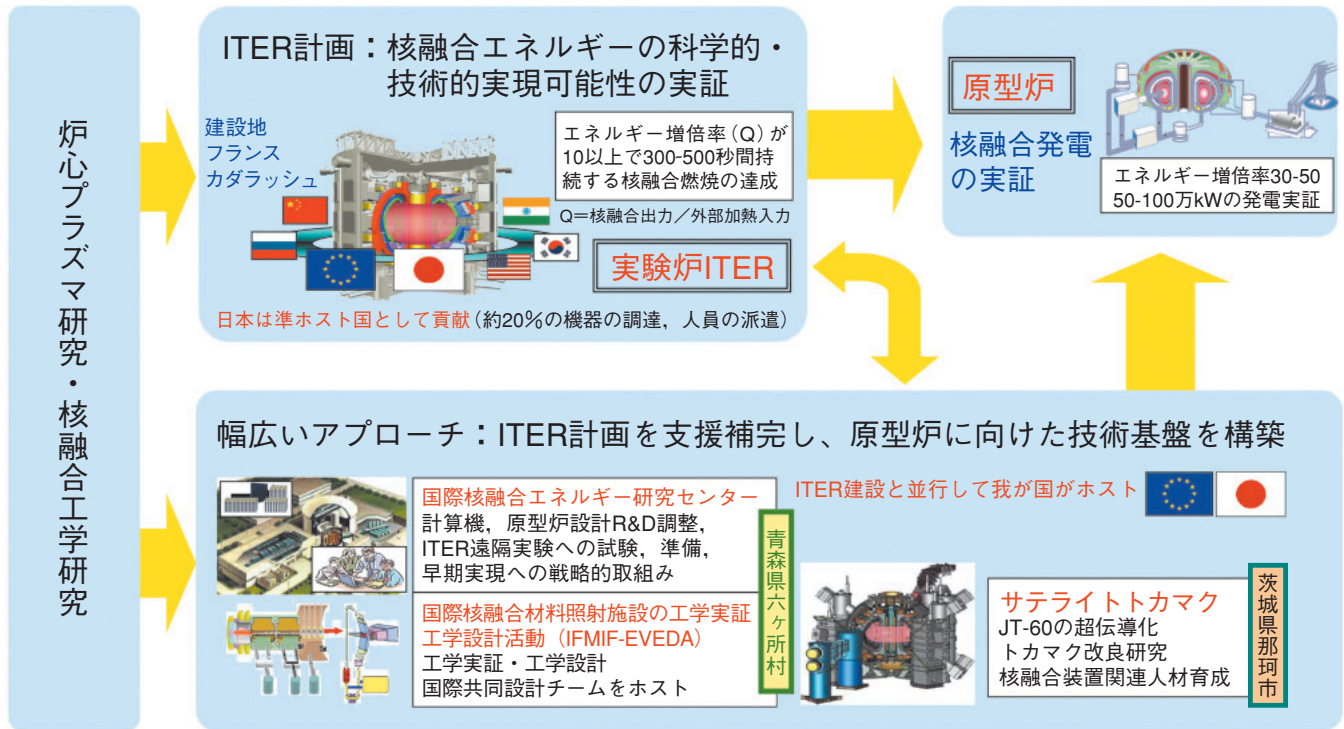 炉心プラズマ研究・核融合工学研究
ITER計画：核融合エネルギーの科学的・
技術的実現可能性の実証
建設地
フランス
カダラッシュ
エネルギー増倍率（Q）が
10以上で300-500秒間持
続する核融合燃焼の達成
Q＝核融合出力／外部加熱入力
実験炉ITER
日本は準ホスト国として貢献（約20％の機器の調達，人員の派遣）
原型炉
核融合発電
の実証
エネルギー増倍率30-50
50-100万kWの発電実証
幅広いアプローチ：ITER計画を支援補完し、原型炉に向けた技術基盤を構築
国際核融合エネルギー研究センター
計算機，原型炉設計R&D調整，
ITER遠隔実験への試験，準備，
早期実現への戦略的取組み
国際核融合材料照射施設の工学実証
工学設計活動（IFMIF-EVEDA）
工学実証・工学設計
国際共同設計チームをホスト
青森県六ヶ所村
ITER建設と並行して我が国がホスト
サテライトトカマク
JT-60の超伝導化
トカマク改良研究
核融合装置関連人材育成
茨城県那珂市